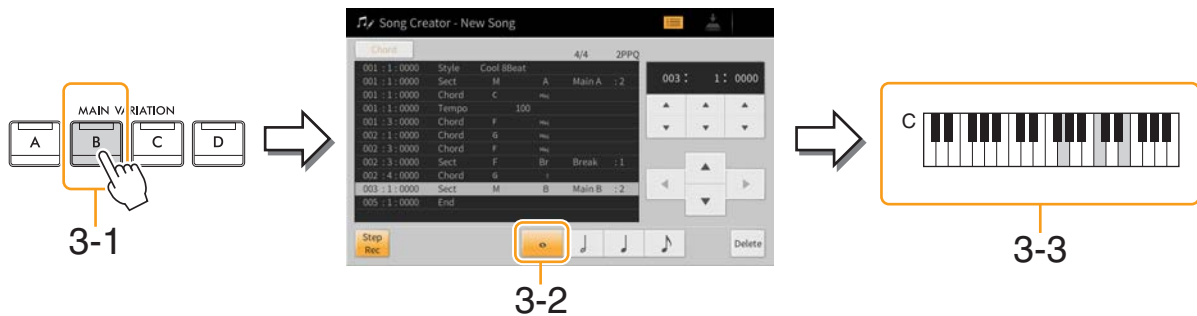 MAIN VARIATION
A B C D
3-1
Song Creator - New Song
Chord 4/4 2PPQ
001 : 1 : 0000 Style Cool 8Beat
001 : 1 : 0000 Sect M A Main A : 2
001 : 1 : 0000 Chord C
001 : 1 : 0000 Tempo 100
001 : 3 : 0000 Chord F
002 : 1 : 0000 Chord G
002 : 3 : 0000 Chord F
002 : 3 : 0000 Sect F Br Break : 1
002 : 4 : 0000 Chord G 7
003 : 1 : 0000 Sect M B Main B : 2
005 : 1 : 0000 End
003 : 1 : 0000
Step
Rec
Delete
3-2
C
3-3